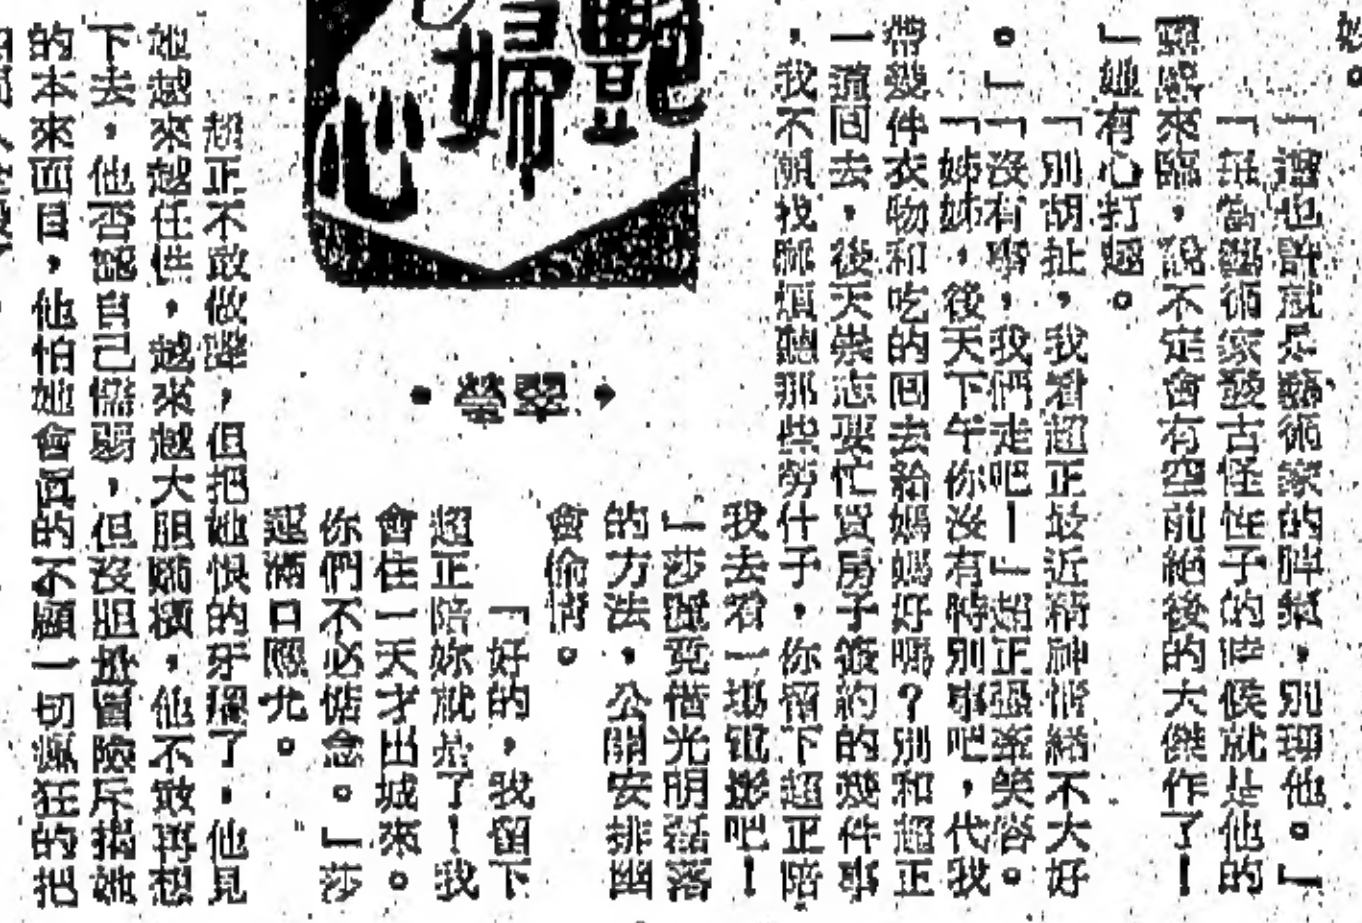 好。
「這也許就是藝術家的脾氣，別理他。」
「每當藝術家發古怪性子的時候就是他的
靈感來臨，說不定會有空前絕後的大傑作了！
」她有心打趣。
「別胡扯，我看超正最近精神情緒不大好
。」「沒有事，我們走吧！」超正强牽笑容。
「姊姊，後天下午你沒有特別事吧，代我
帶幾件衣物和吃的回去給媽媽好嗎？別和超正
一道回去，後天崇志要忙買房子簽約的幾件事
，我不願找麻煩聽那些勞什子，你留下超正陪
我去看一場電影吧！
」莎麗竟借光明磊落
的方法，公開安排幽
會偷情。
「好的，我留下
超正陪妳就是了！我
會住一天才出城來。
你們不必惦念。」莎
運滿口應允。
艷婦心
•翠瑩•
超正不敢做聲，但把她恨的牙癢了，他見
她越來越任性，越來越大胆驕橫，他不敢再想
下去，他否認自己懦弱，但沒胆量冒險斥揭她
的本來面目，他怕她會眞的不顧一切瘋狂的把